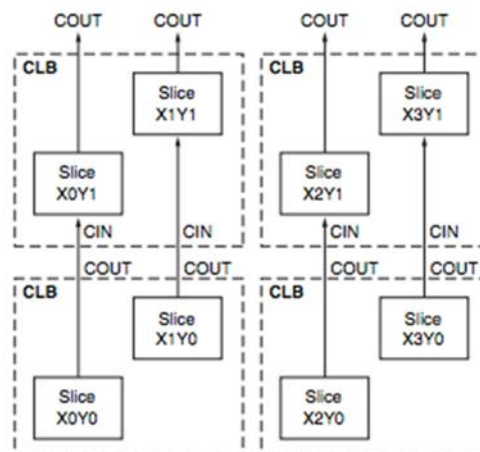 COUT COUT COUT COUT
CLB
Slice
X1Y1
Slice
X0Y1
CIN CIN
CLB
Slice
X3Y1
Slice
X2Y1
CIN CIN
COUT COUT
CLB
Slice
X1Y0
Slice
X0Y0
COUT COUT
CLB
Slice
X3Y0
Slice
X2Y0